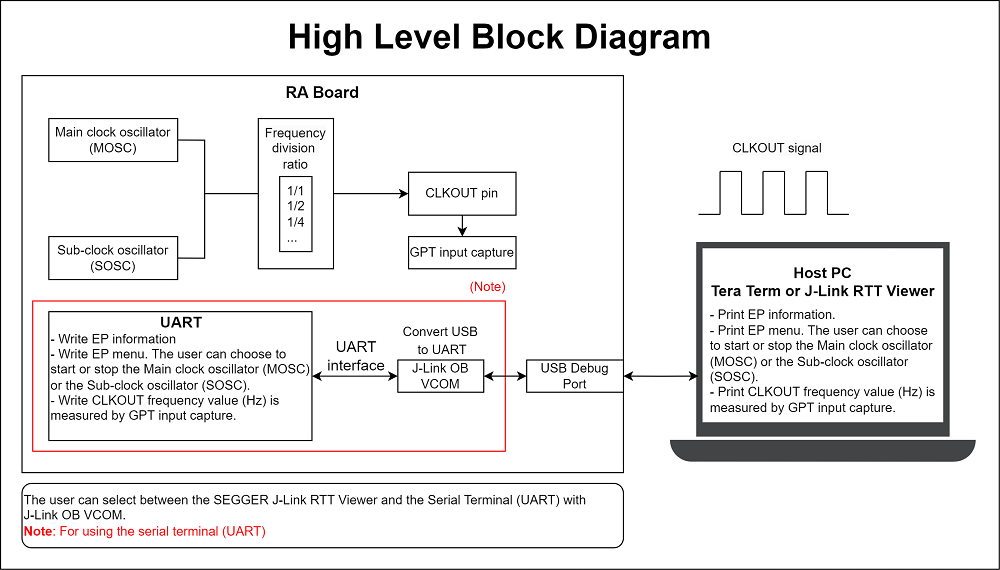 High Level Block Diagram
RA Board
Main clock oscillator
(MOSC)
Sub-clock oscillator
(SOSC)
Frequency
division
ratio
1/1
1/2
1/4
...
CLKOUT pin
GPT input capture
(Note)
UART
- Write EP information
- Write EP menu. The user can choose to
start or stop the Main clock oscillator (MOSC)
or the Sub-clock oscillator (SOSC).
- Write CLKOUT frequency value (Hz) is
measured by GPT input capture.
UART
interface
Convert USB
to UART
J-Link OB
VCOM
USB Debug
Port
CLKOUT signal
Host PC
Tera Term or J-Link RTT Viewer
- Print EP information.
- Print EP menu. The user can choose
to start or stop the Main clock oscillator
(MOSC) or the Sub-clock oscillator
(SOSC).
- Print CLKOUT frequency value (Hz) is
measured by GPT input capture.
The user can select between the SEGGER J-Link RTT Viewer and the Serial Terminal (UART) with
J-Link OB VCOM.
Note: For using the serial terminal (UART)